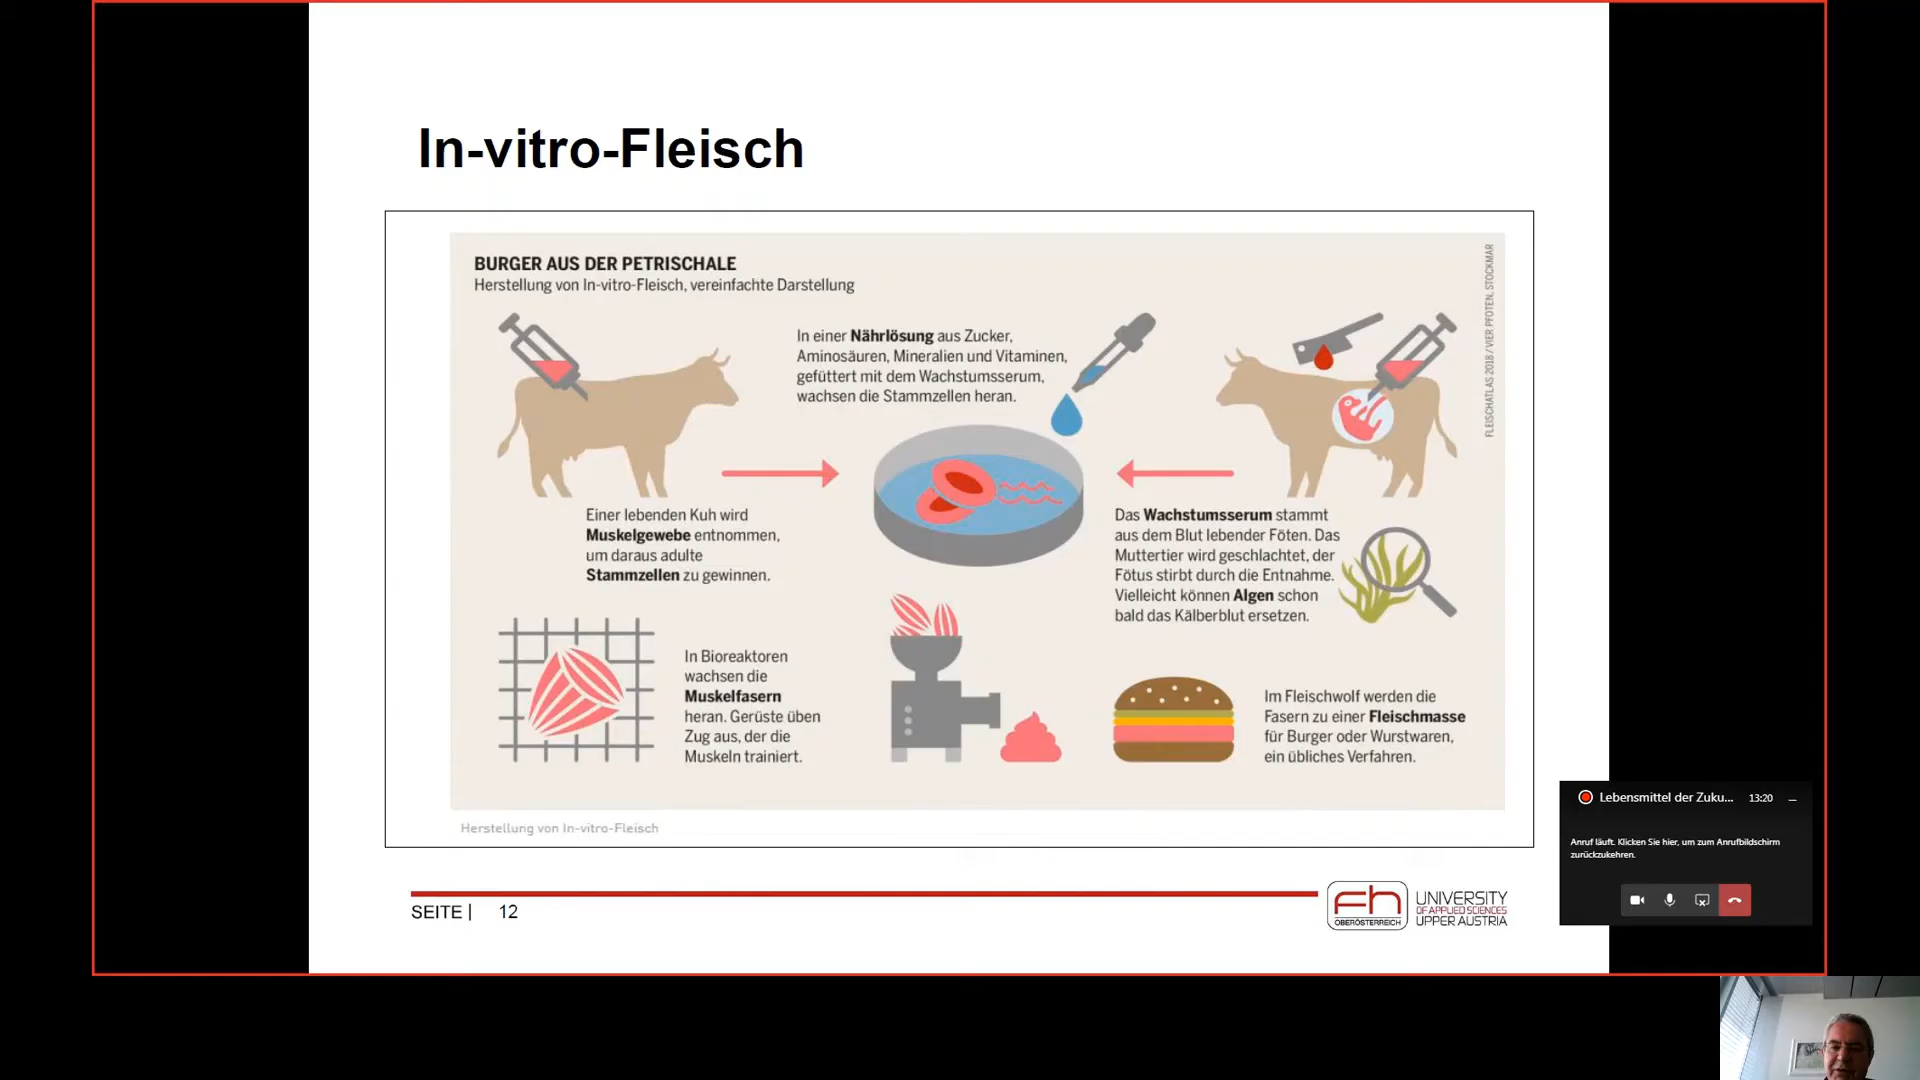 In-vitro-Fleisch
BURGER AUS DER PETRISCHALE
Herstellung von In-vitro-Fleisch, vereinfachte Darstellung
FLEISCHATLAS 2018 / VIER PFOTEN, STOCKMAR
In einer Nährlösung aus Zucker,
Aminosäuren, Mineralien und Vitaminen,
gefüttert mit dem Wachstumsserum,
wachsen die Stammzellen heran.
Einer lebenden Kuh wird
Muskelgewebe entnommen,
um daraus adulte
Stammzellen zu gewinnen.
Das Wachstumsserum stammt
aus dem Blut lebender Föten. Das
Muttertier wird geschlachtet, der
Fötus stirbt durch die Entnahme.
Vielleicht können Algen schon
bald das Kälberblut ersetzen.
In Bioreaktoren
wachsen die
Muskelfasern
heran. Gerüste üben
Zug aus, der die
Muskeln trainiert.
Im Fleischwolf werden die
Fasern zu einer Fleischmasse
für Burger oder Wurstwaren,
ein übliches Verfahren.
Herstellung von In-vitro-Fleisch
SEITE | 12
fh
OBERÖSTERREICH
UNIVERSITY
OF APPLIED SCIENCES
UPPER AUSTRIA
Lebensmittel der Zuku... 13:20
Anruf läuft. Klicken Sie hier, um zum Anrufbildschirm
zurückzukehren.